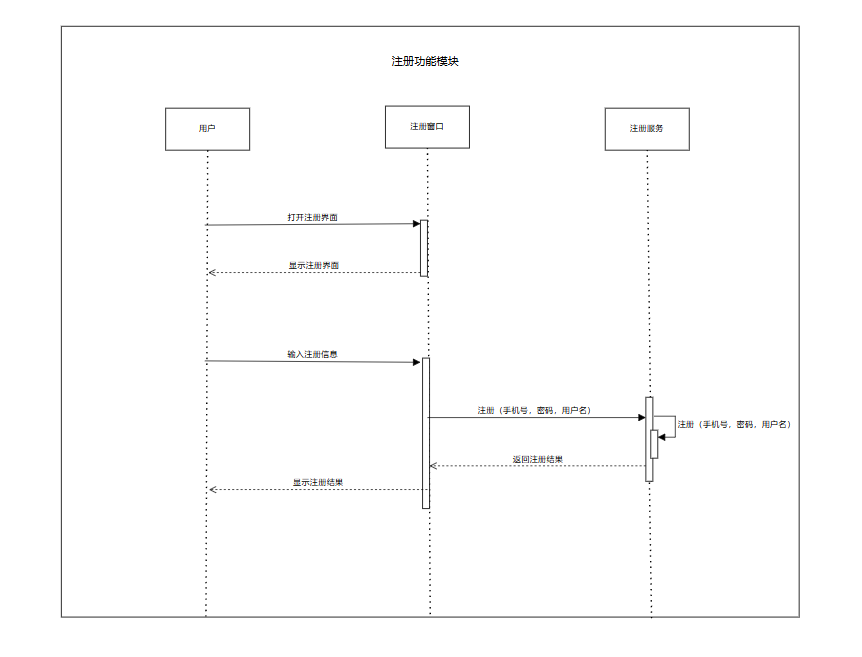 注册功能模块
用户
注册窗口
注册服务
打开注册界面
显示注册界面
输入注册信息
注册（手机号，密码，用户名）
注册（手机号，密码，用户名）
返回注册结果
显示注册结果